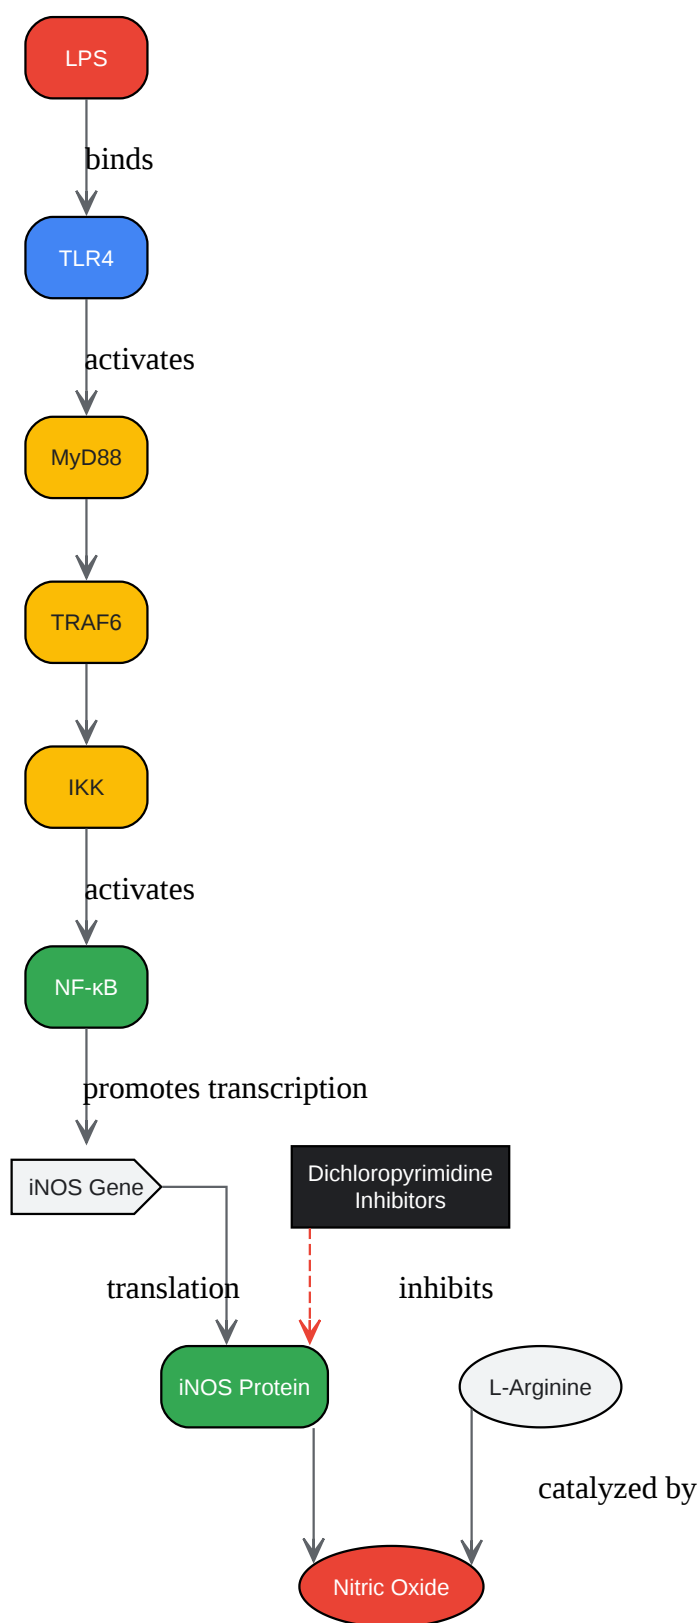 LPS
binds
TLR4
activates
MyD88
TRAF6
IKK
activates
NF-κB
promotes transcription
iNOS Gene
Dichloropyrimidine
Inhibitors
translation
inhibits
iNOS Protein
L-Arginine
catalyzed by
Nitric Oxide